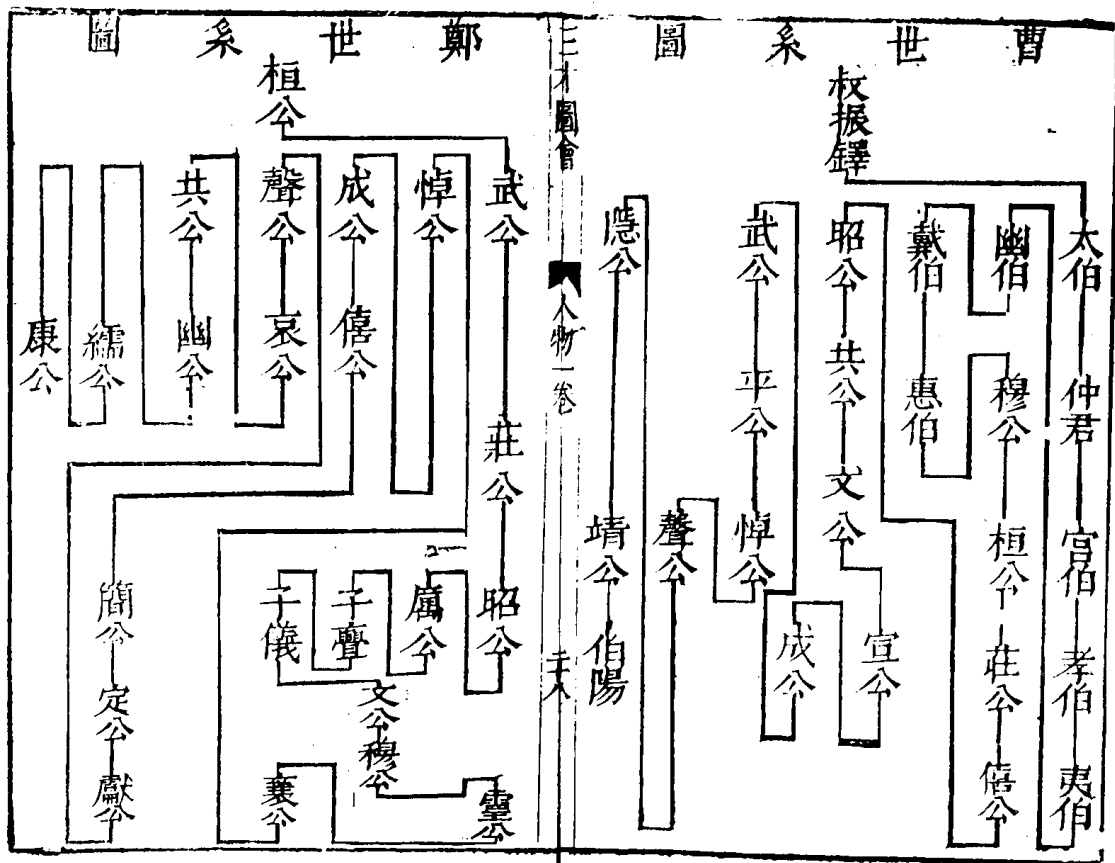 曹世系圖
叔振鐸
太伯
仲君
宮伯
孝伯
夷伯
幽伯
戴伯
惠伯
穆公
桓公
莊公
僖公
昭公
共公
文公
宣公
成公
武公
平公
悼公
聲公
隱公
靖公
伯陽
三才圖會
人物一卷
二十八
鄭世系圖
桓公
武公
莊公
昭公
厲公
子亹
子儀
文公
穆公
靈公
襄公
悼公
成公
僖公
簡公
定公
獻公
聲公
哀公
共公
幽公
繻公
康公